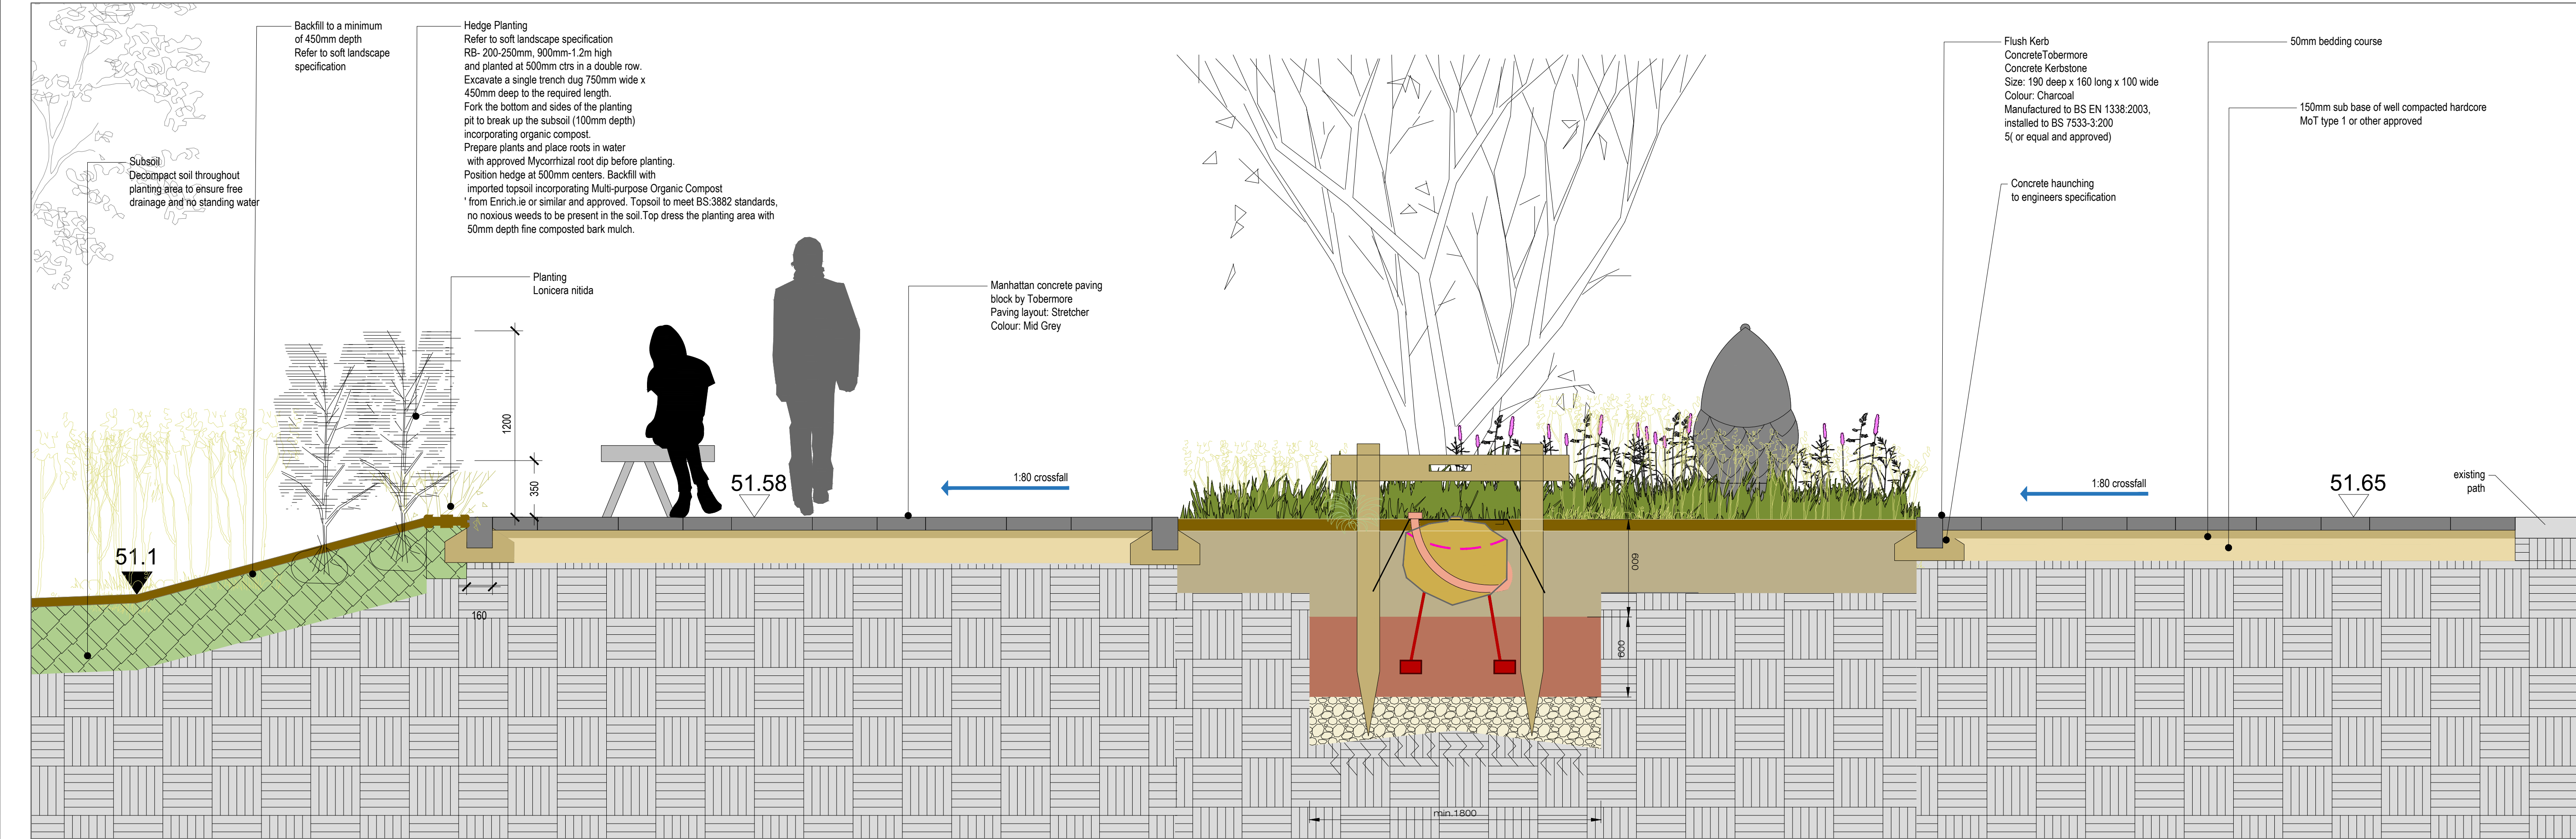 Backfill to a minimum
of 450mm depth
Refer to soft landscape
specification
Hedge Planting
Refer to soft landscape specification
RB- 200-250mm, 900mm-1.2m high
and planted at 500mm ctrs in a double row.
Excavate a single trench dug 750mm wide x
450mm deep to the required length.
Fork the bottom and sides of the planting
pit to break up the subsoil (100mm depth)
incorporating organic compost.
Prepare plants and place roots in water
with approved Mycorrhizal root dip before planting.
Position hedge at 500mm centers. Backfill with
imported topsoil incorporating Multi-purpose Organic Compost
' from Enrich.ie or similar and approved. Topsoil to meet BS:3882 standards,
no noxious weeds to be present in the soil.Top dress the planting area with
50mm depth fine composted bark mulch.
Subsoil
Decompact soil throughout
planting area to ensure free
drainage and no standing water
Planting
Lonicera nitida
Manhattan concrete paving
block by Tobermore
Paving layout: Stretcher
Colour: Mid Grey
Flush Kerb
ConcreteTobermore
Concrete Kerbstone
Size: 190 deep x 160 long x 100 wide
Colour: Charcoal
Manufactured to BS EN 1338:2003,
installed to BS 7533-3:200
5( or equal and approved)
50mm bedding course
150mm sub base of well compacted hardcore
MoT type 1 or other approved
Concrete haunching
to engineers specification
1200
350
51.58
1:80 crossfall
1:80 crossfall
51.65
existing
path
51.1
160
600
600
min.1800